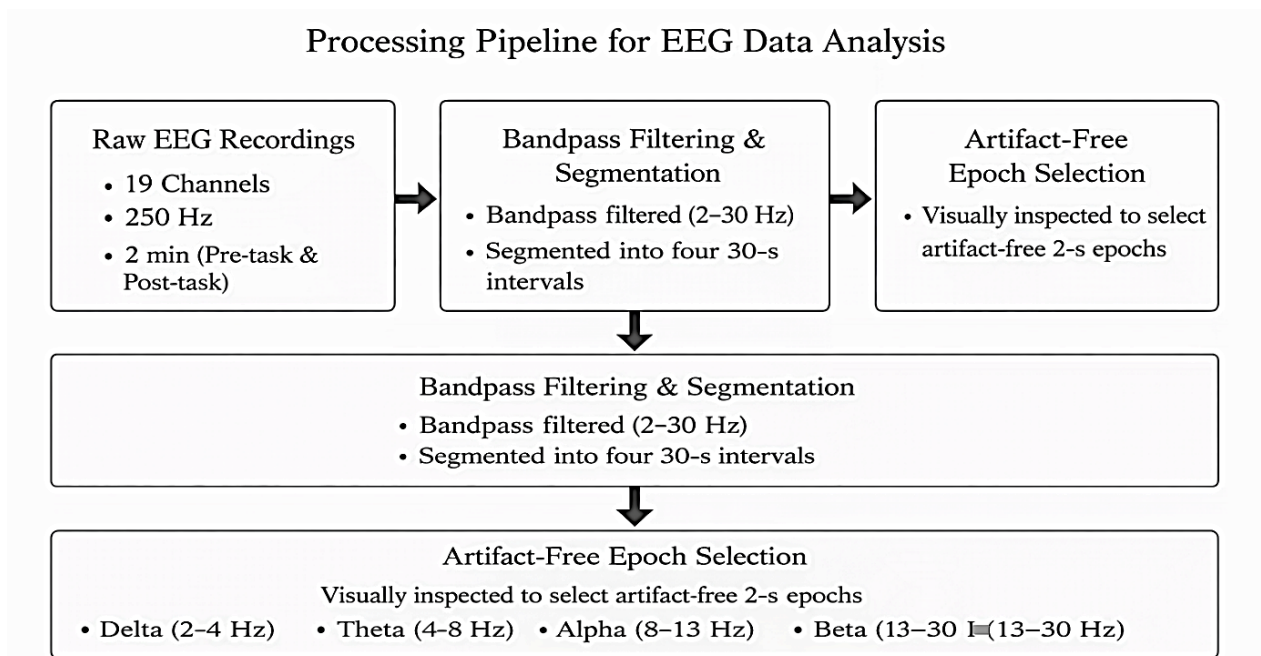 Processing Pipeline for EEG Data Analysis
Raw EEG Recordings
• 19 Channels
• 250 Hz
• 2 min (Pre-task &
Post-task)
Bandpass Filtering &
Segmentation
• Bandpass filtered (2–30 Hz)
• Segmented into four 30-s
intervals
Artifact-Free
Epoch Selection
• Visually inspected to select
artifact-free 2-s epochs
Bandpass Filtering & Segmentation
• Bandpass filtered (2–30 Hz)
• Segmented into four 30-s intervals
Artifact-Free Epoch Selection
Visually inspected to select artifact-free 2-s epochs
• Delta (2–4 Hz) • Theta (4-8 Hz) • Alpha (8–13 Hz) • Beta (13–30 (13–30 Hz)